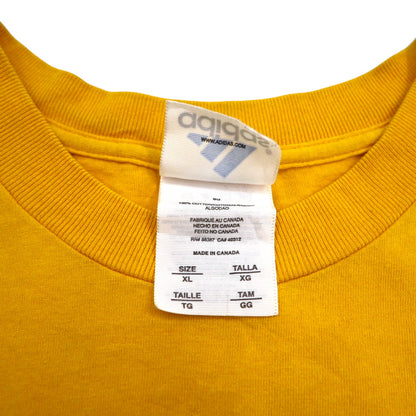 adidas
WWW.ADIDAS.COM
ALGODAO
FABRIQUÉ AU CANADA
HECHO EN CANADA
FEITO NO CANADA
MADE IN CANADA
SIZE
XL
TALLA
XG
TAILLE
TG
TAM
GG